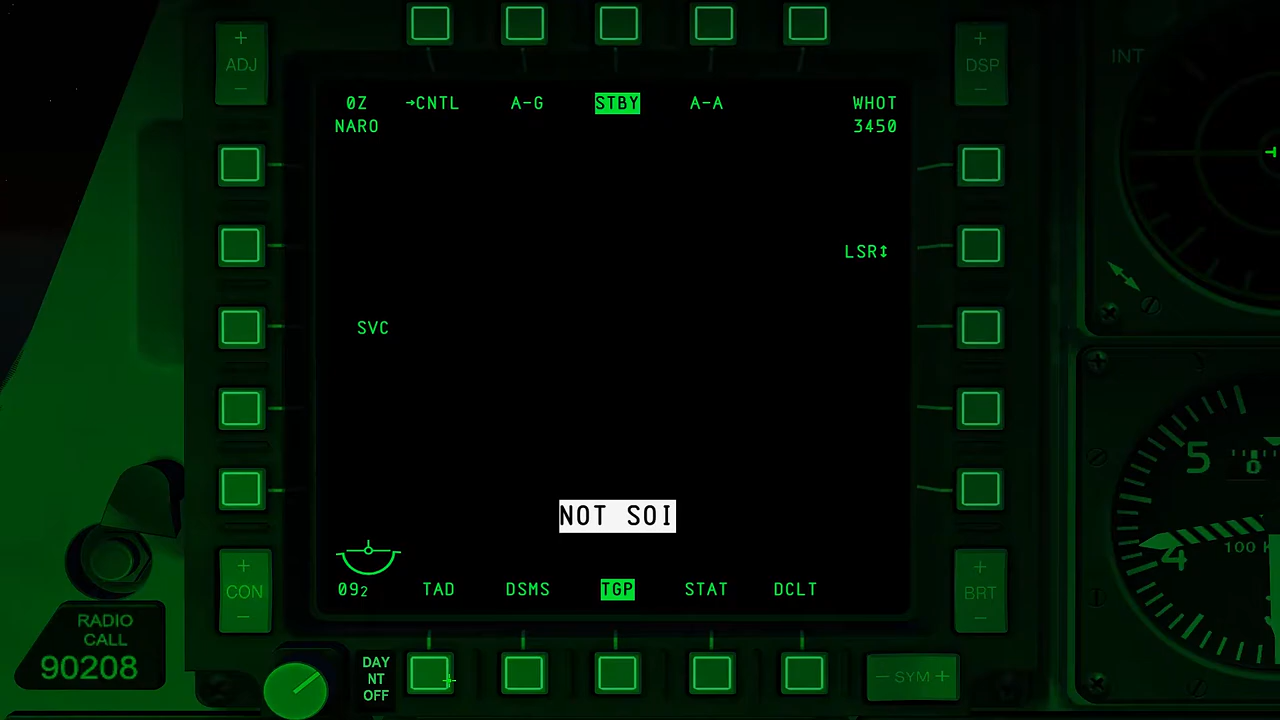 ADJ
DSP
INT
0Z →CNTL A-G STBY A-A WHOT
NARO 3450
LSR↕
SVC
5
0
4
100
NOT SOI
CON
BRT
09₂ TAD DSMS TGP STAT DCLT
RADIO
CALL
90208
DAY
NT
OFF
− SYM +